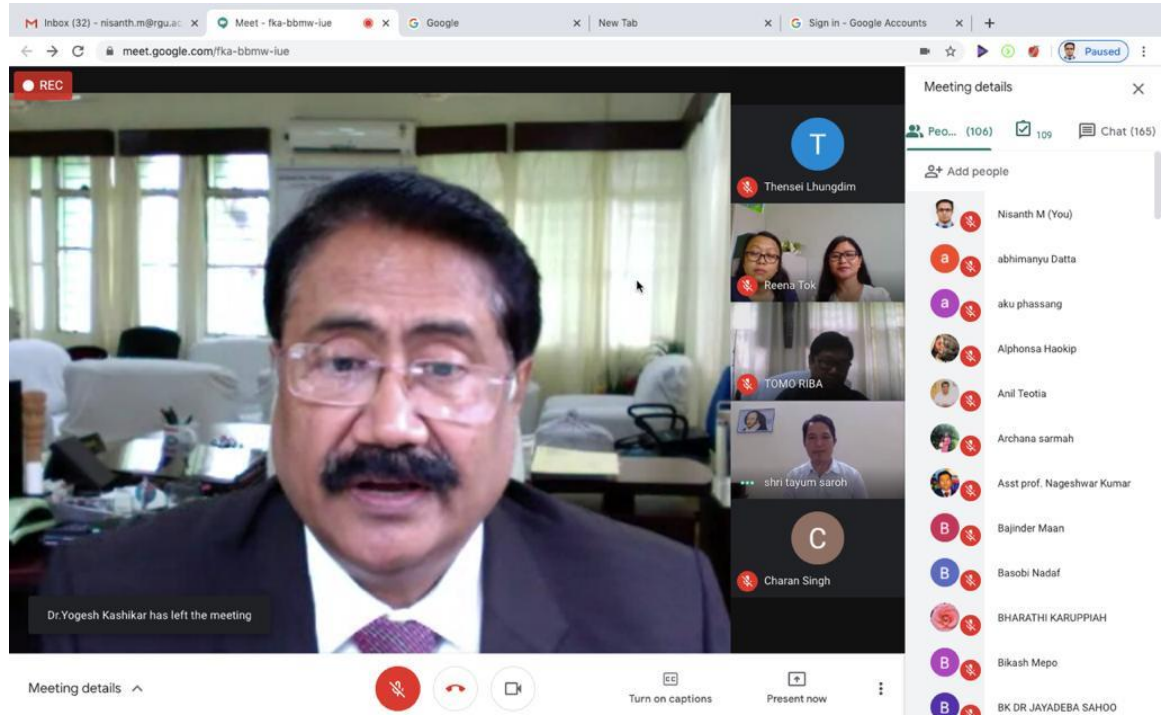 Inbox (32) - nisanth.m@rgu.ac
Meet - fka-bbmw-iue
Google
New Tab
Sign in - Google Accounts
meet.google.com/fka-bbmw-iue
Paused
REC
Meeting details
Peo... (106)
109
Chat (165)
Add people
T
Thensei Lhungdim
Reena Tok
TOMO RIBA
shri tayum saroh
C
Charan Singh
Nisanth M (You)
a
abhimanyu Datta
a
aku phassang
Alphonsa Haokip
Anil Teotia
Archana sarmah
Asst prof. Nageshwar Kumar
B
Bajinder Maan
B
Basobi Nadaf
BHARATHI KARUPPIAH
B
Bikash Mepo
B
BK DR JAYADEBA SAHOO
Dr.Yogesh Kashikar has left the meeting
Meeting details
CC
Turn on captions
Present now